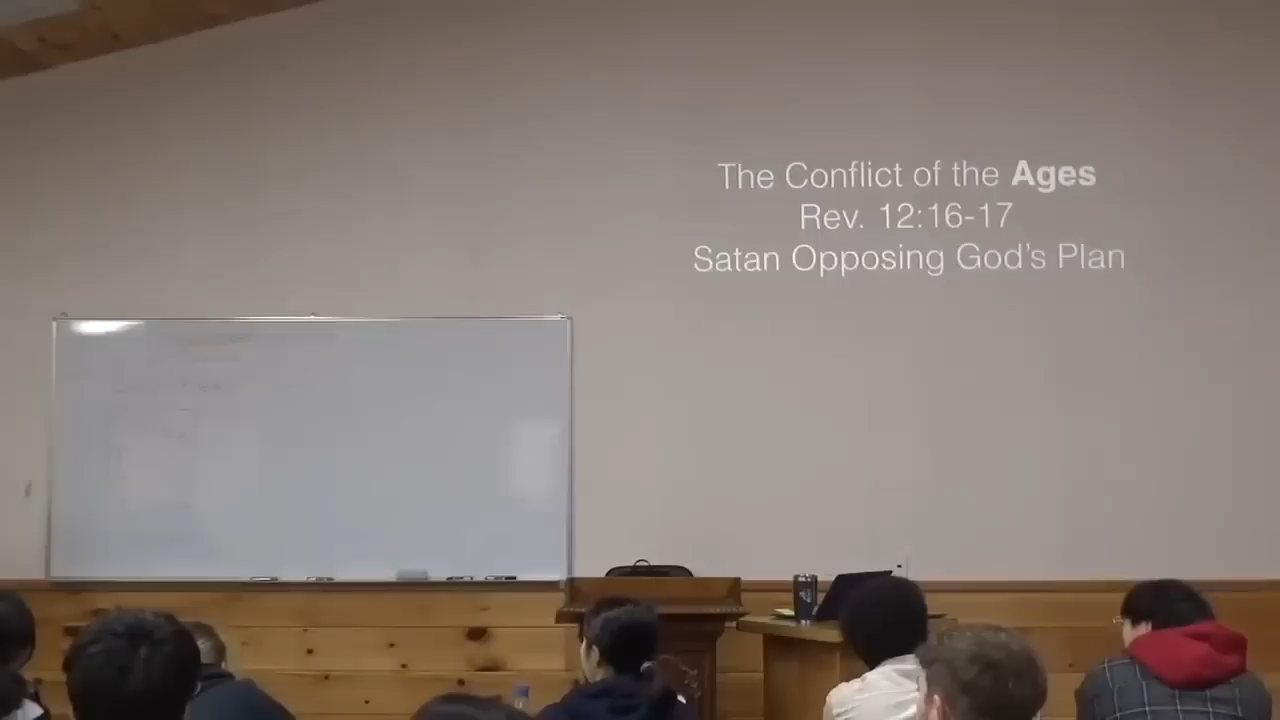 The Conflict of the Ages
Rev. 12:16-17
Satan Opposing God's Plan